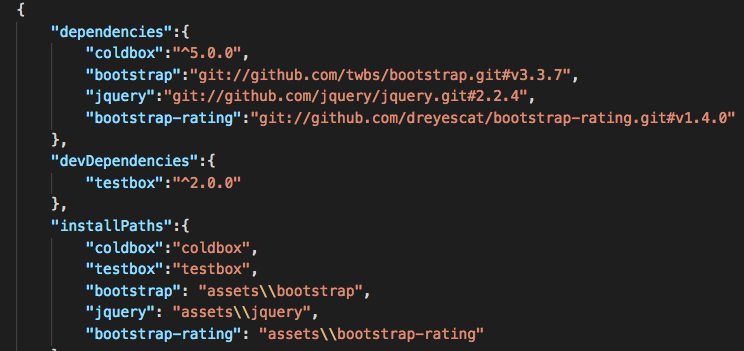 {
"dependencies":{
"coldbox":"^5.0.0",
"bootstrap":"git://github.com/twbs/bootstrap.git#v3.3.7",
"jquery":"git://github.com/jquery/jquery.git#2.2.4",
"bootstrap-rating":"git://github.com/dreyescat/bootstrap-rating.git#v1.4.0"
},
"devDependencies":{
"testbox":"^2.0.0"
},
"installPaths":{
"coldbox":"coldbox",
"testbox":"testbox",
"bootstrap": "assets\\bootstrap",
"jquery": "assets\\jquery",
"bootstrap-rating": "assets\\bootstrap-rating"